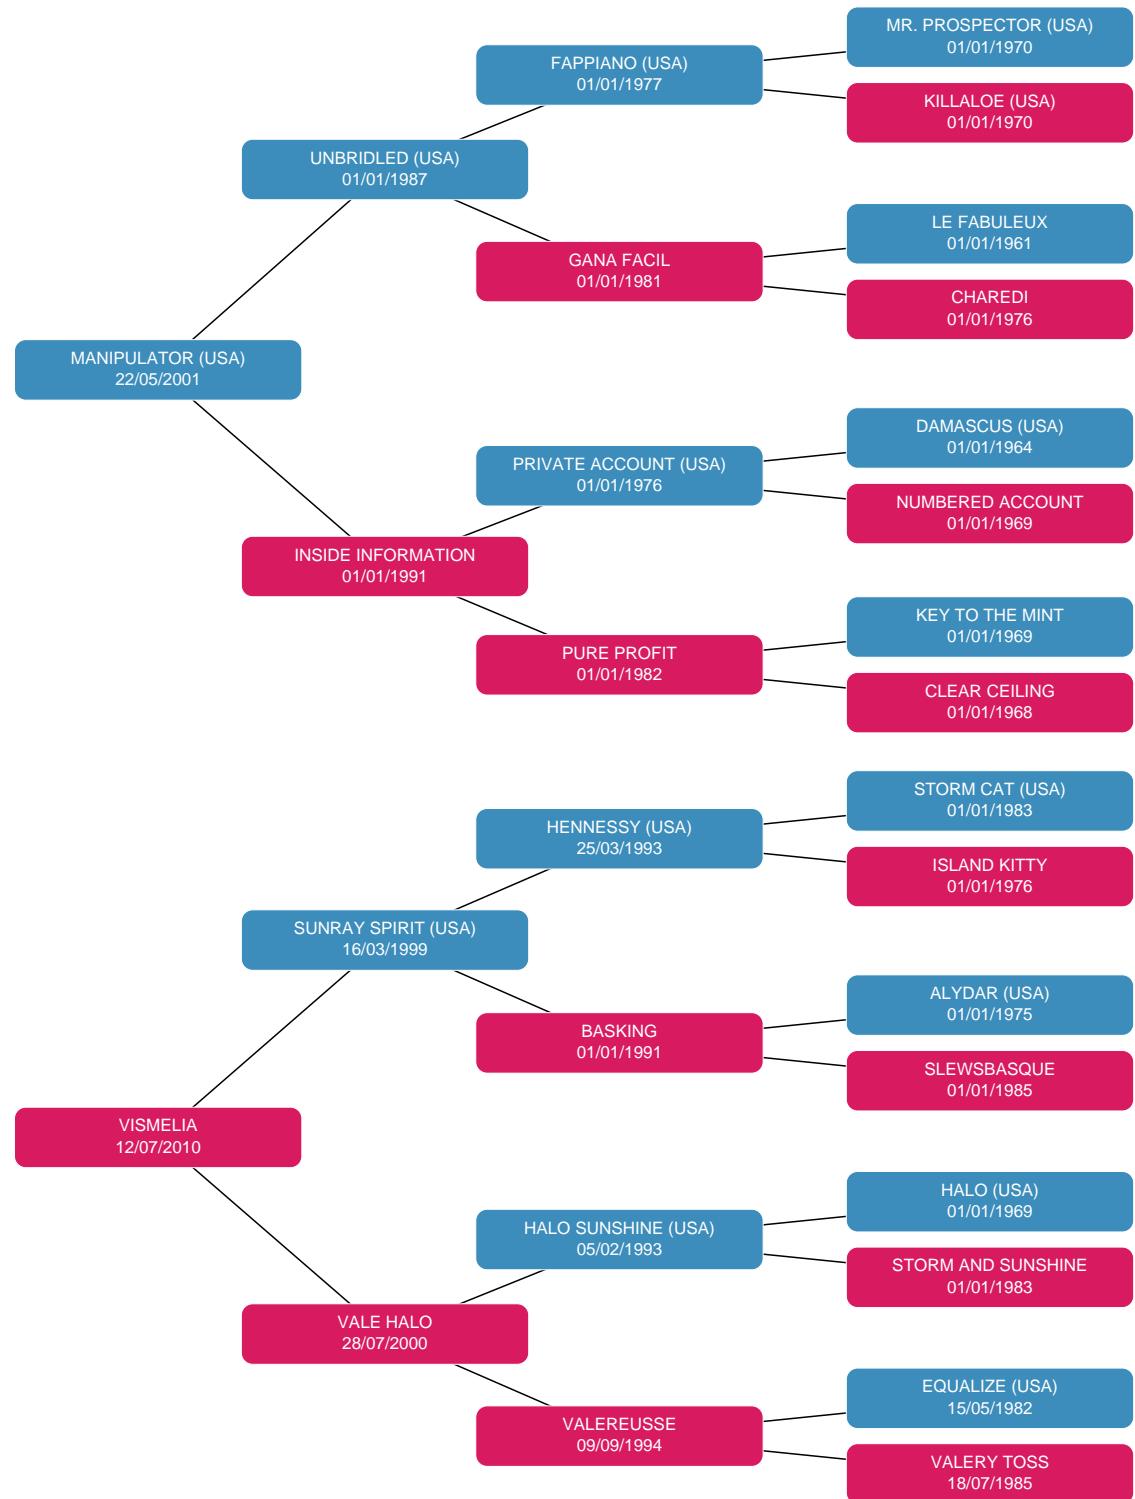 MR. PROSPECTOR (USA)
01/01/1970
FAPPIANO (USA)
01/01/1977
KILLALOE (USA)
01/01/1970
UNBRIDLED (USA)
01/01/1987
LE FABULEUX
01/01/1961
GANA FACIL
01/01/1981
CHAREDI
01/01/1976
MANIPULATOR (USA)
22/05/2001
DAMASCUS (USA)
01/01/1964
PRIVATE ACCOUNT (USA)
01/01/1976
NUMBERED ACCOUNT
01/01/1969
INSIDE INFORMATION
01/01/1991
KEY TO THE MINT
01/01/1969
PURE PROFIT
01/01/1982
CLEAR CEILING
01/01/1968
STORM CAT (USA)
01/01/1983
HENNESSY (USA)
25/03/1993
ISLAND KITTY
01/01/1976
SUNRAY SPIRIT (USA)
16/03/1999
ALYDAR (USA)
01/01/1975
BASKING
01/01/1991
SLEWSBASQUE
01/01/1985
VISMELIA
12/07/2010
HALO (USA)
01/01/1969
HALO SUNSHINE (USA)
05/02/1993
STORM AND SUNSHINE
01/01/1983
VALE HALO
28/07/2000
EQUALIZE (USA)
15/05/1982
VALEREUSSE
09/09/1994
VALERY TOSS
18/07/1985